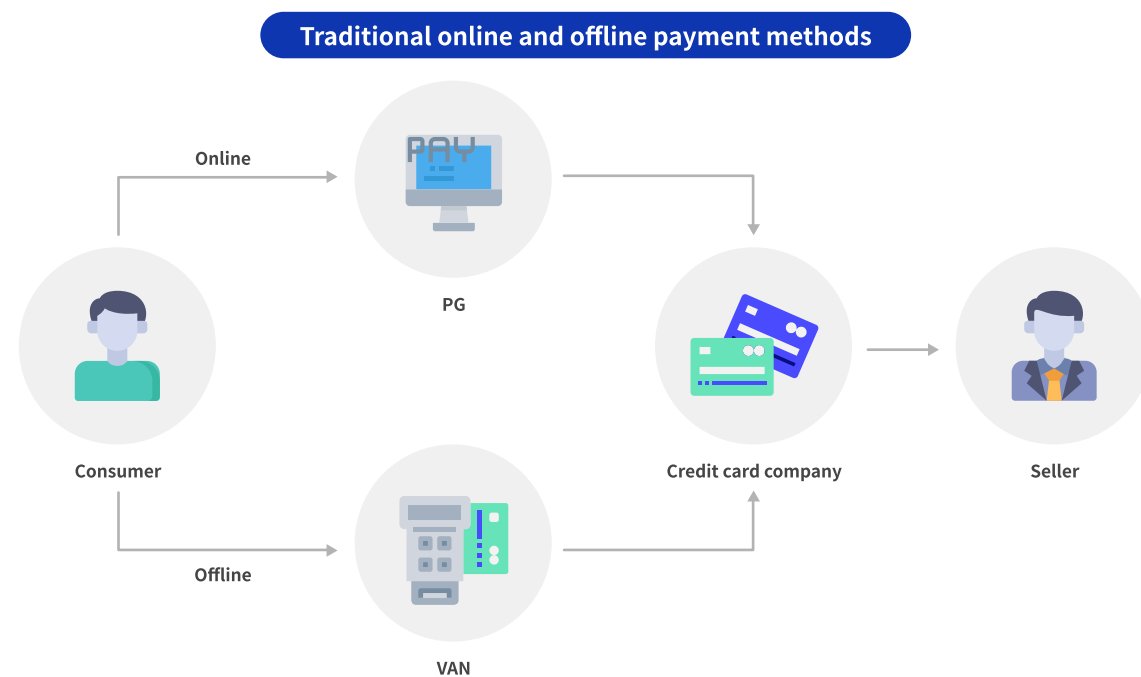 Traditional online and offline payment methods
Online
PAY
PG
Consumer
Credit card company
Seller
Offline
VAN